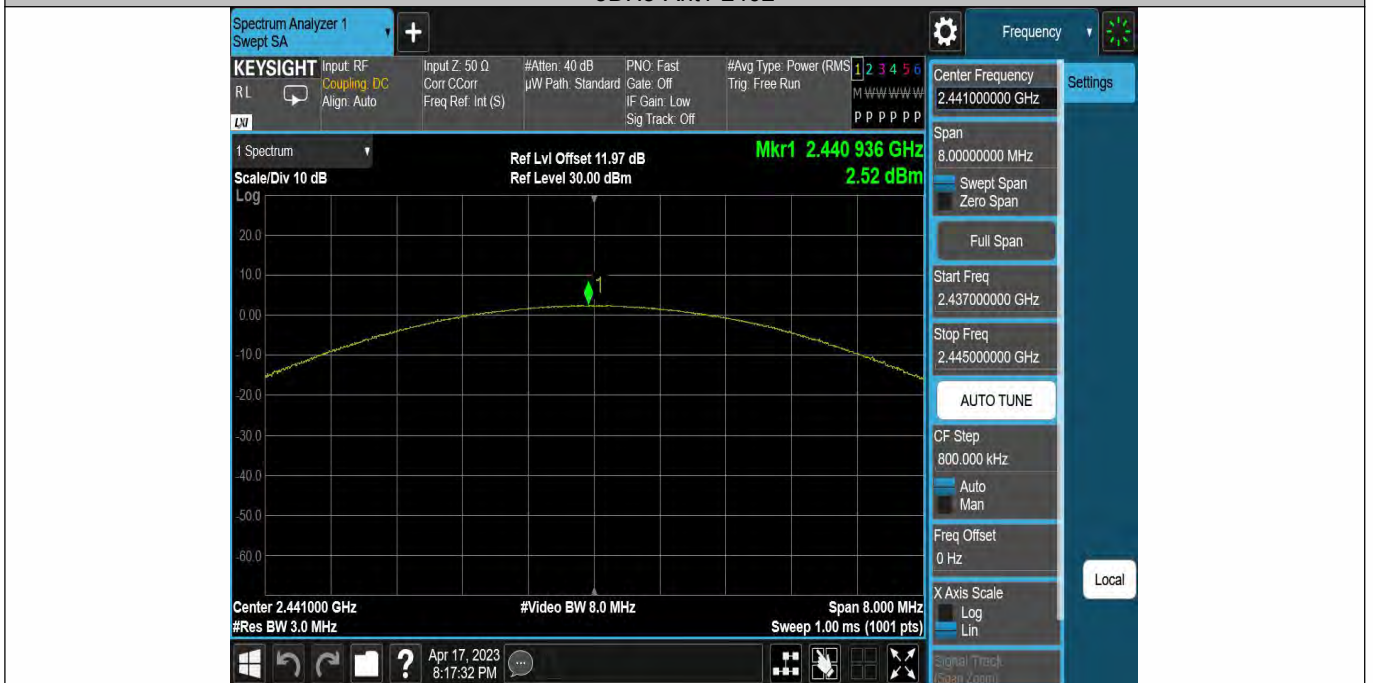 Spectrum Analyzer 1
Swept SA
+
Frequency
KEYSIGHT
RL
LXI
Input: RF
Coupling: DC
Align: Auto
Input Z: 50 Ω
Corr CCorr
Freq Ref: Int (S)
#Atten: 40 dB
µW Path: Standard
PNO: Fast
Gate: Off
IF Gain: Low
Sig Track: Off
#Avg Type: Power (RMS
Trig: Free Run
1 2 3 4 5 6
M W W W W W
P P P P P P
1 Spectrum
Scale/Div 10 dB
Log
Ref Lvl Offset 11.97 dB
Ref Level 30.00 dBm
Mkr1 2.440 936 GHz
2.52 dBm
20.0
10.0
0.00
-10.0
-20.0
-30.0
-40.0
-50.0
-60.0
1
Center 2.441000 GHz
#Res BW 3.0 MHz
#Video BW 8.0 MHz
Span 8.000 MHz
Sweep 1.00 ms (1001 pts)
?
Apr 17, 2023
8:17:32 PM
Center Frequency
2.441000000 GHz
Settings
Span
8.00000000 MHz
Swept Span
Zero Span
Full Span
Start Freq
2.437000000 GHz
Stop Freq
2.445000000 GHz
AUTO TUNE
CF Step
800.000 kHz
Auto
Man
Freq Offset
0 Hz
X Axis Scale
Log
Lin
Signal Track
(Span Zoom)
Local